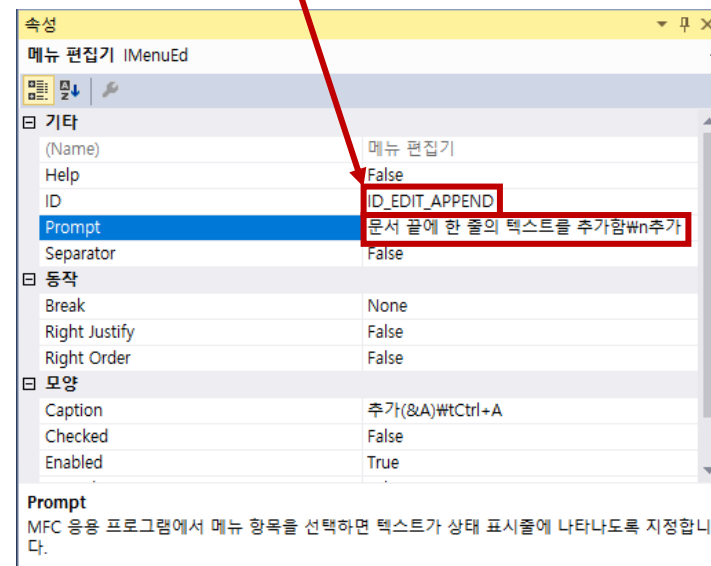 속성
메뉴 편집기 IMenuEd
기타
(Name) 메뉴 편집기
Help False
ID ID_EDIT_APPEND
Prompt 문서 끝에 한 줄의 텍스트를 추가함₩n추가
Separator False
동작
Break None
Right Justify False
Right Order False
모양
Caption 추가(&A)₩tCtrl+A
Checked False
Enabled True
Prompt
MFC 응용 프로그램에서 메뉴 항목을 선택하면 텍스트가 상태 표시줄에 나타나도록 지정합니
다.